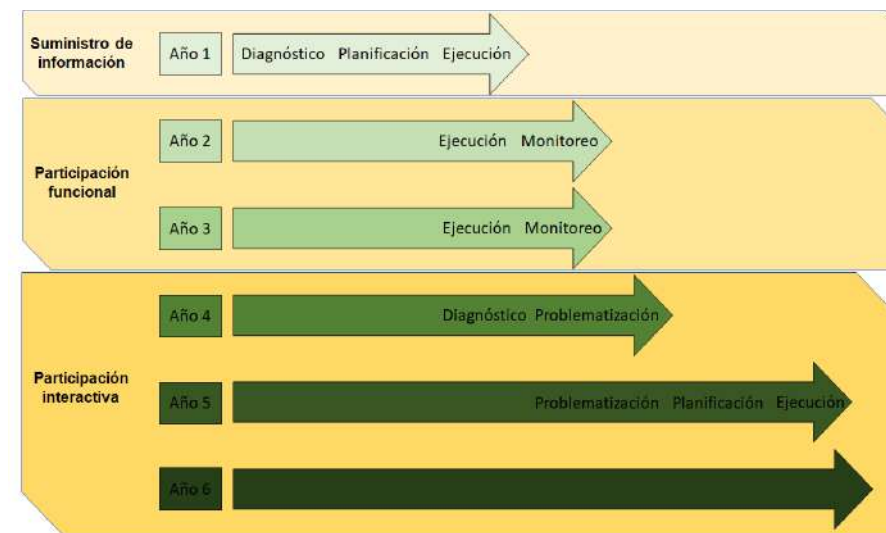 Suministro de
información
Año 1
Diagnóstico Planificación Ejecución
Participación
funcional
Año 2
Ejecución Monitoreo
Año 3
Ejecución Monitoreo
Participación
interactiva
Año 4
Diagnóstico Problematización
Año 5
Problematización Planificación Ejecución
Año 6